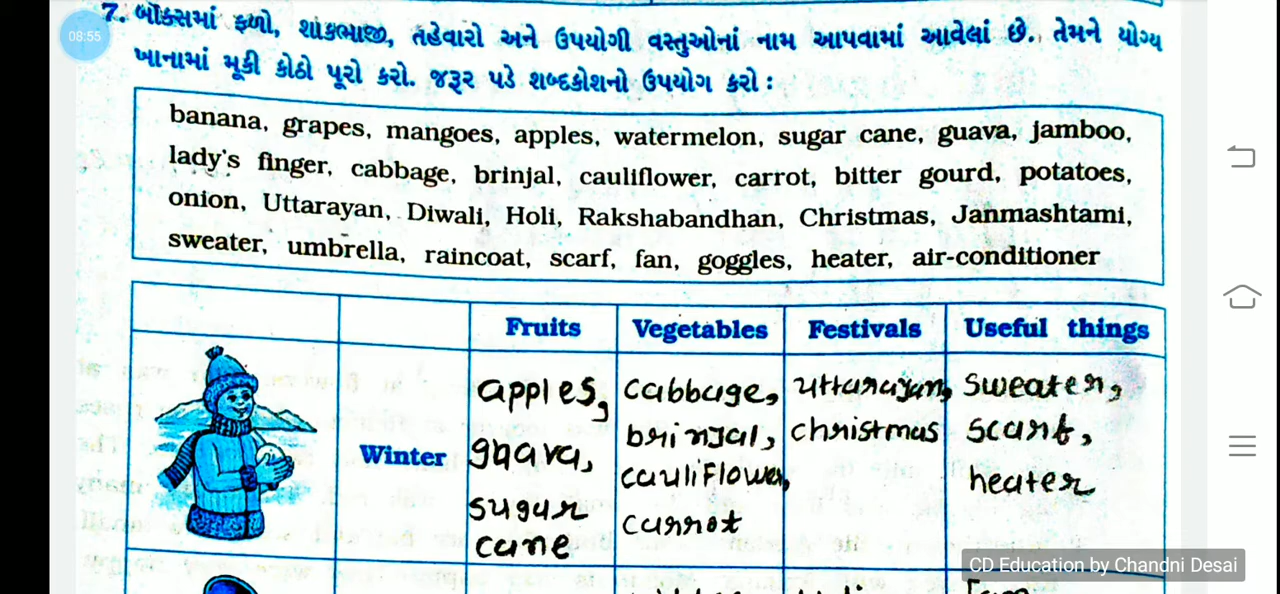 08:55
7. બૉક્સમાં ફળો, શાકભાજી, તહેવારો અને ઉપયોગી વસ્તુઓનાં નામ આપવામાં આવેલાં છે. તેમને યોગ્ય
ખાનામાં મૂકી કોઠો પૂરો કરો. જરૂર પડે શબ્દકોશનો ઉપયોગ કરો :
banana, grapes, mangoes, apples, watermelon, sugar cane, guava, jamboo,
lady's finger, cabbage, brinjal, cauliflower, carrot, bitter gourd, potatoes,
onion, Uttarayan, Diwali, Holi, Rakshabandhan, Christmas, Janmashtami,
sweater, umbrella, raincoat, scarf, fan, goggles, heater, air-conditioner
Fruits Vegetables Festivals Useful things
Winter
apples,
guava,
sugar
cane
cabbage,
brinjal,
cauliflower,
carrot
uttarayan,
christmas
sweater,
scarf,
heater
CD Education by Chandni Desai